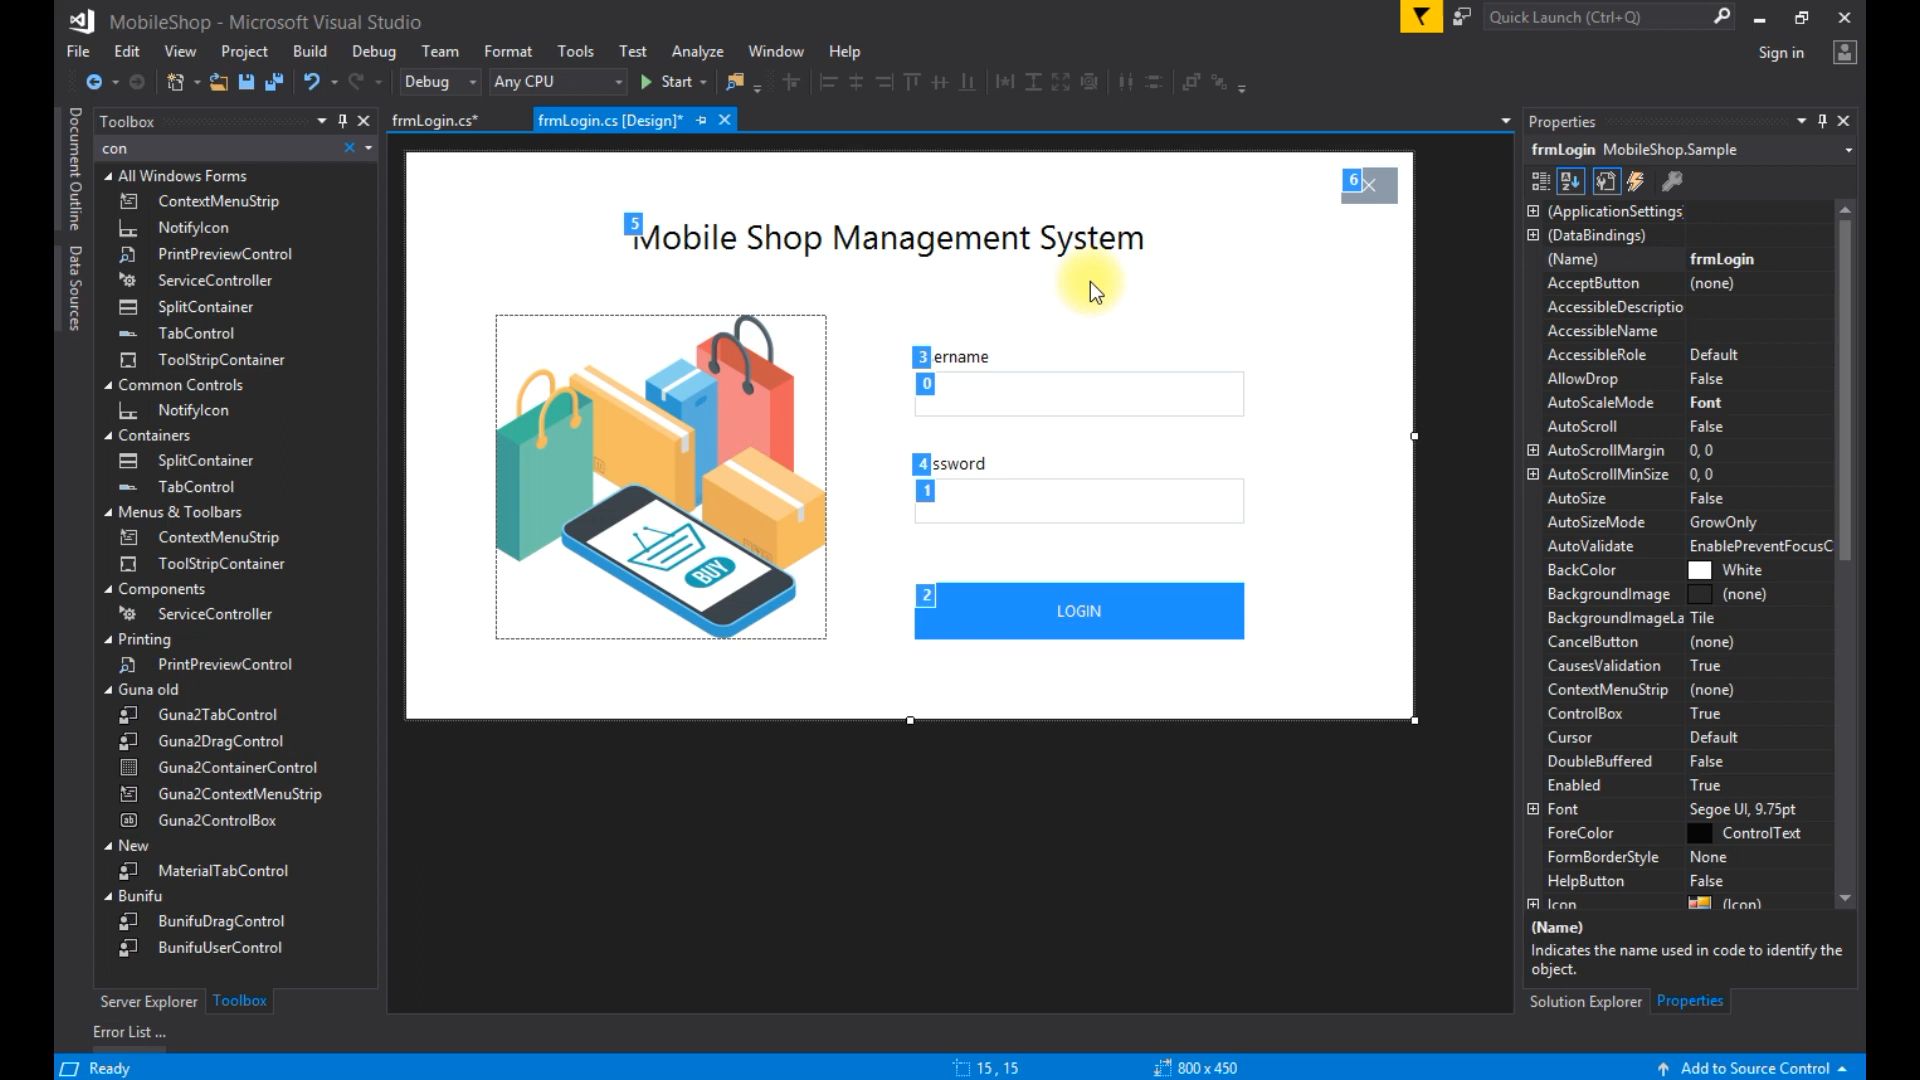 MobileShop - Microsoft Visual Studio
Quick Launch (Ctrl+Q)
File Edit View Project Build Debug Team Format Tools Test Analyze Window Help
Sign in
Debug Any CPU Start
Document Outline
Data Sources
Toolbox
con
All Windows Forms
ContextMenuStrip
NotifyIcon
PrintPreviewControl
ServiceController
SplitContainer
TabControl
ToolStripContainer
Common Controls
NotifyIcon
Containers
SplitContainer
TabControl
Menus & Toolbars
ContextMenuStrip
ToolStripContainer
Components
ServiceController
Printing
PrintPreviewControl
Guna old
Guna2TabControl
Guna2DragControl
Guna2ContainerControl
Guna2ContextMenuStrip
Guna2ControlBox
New
MaterialTabControl
Bunifu
BunifuDragControl
BunifuUserControl
Server Explorer Toolbox
Error List ...
frmLogin.cs* frmLogin.cs [Design]*
6
5
Mobile Shop Management System
3 ername
0
4 ssword
1
2
LOGIN
BUY
Properties
frmLogin MobileShop.Sample
(ApplicationSettings)
(DataBindings)
(Name) frmLogin
AcceptButton (none)
AccessibleDescriptio
AccessibleName
AccessibleRole Default
AllowDrop False
AutoScaleMode Font
AutoScroll False
AutoScrollMargin 0, 0
AutoScrollMinSize 0, 0
AutoSize False
AutoSizeMode GrowOnly
AutoValidate EnablePreventFocusC
BackColor White
BackgroundImage (none)
BackgroundImageLa Tile
CancelButton (none)
CausesValidation True
ContextMenuStrip (none)
ControlBox True
Cursor Default
DoubleBuffered False
Enabled True
Font Segoe UI, 9.75pt
ForeColor ControlText
FormBorderStyle None
HelpButton False
Icon (Icon)
(Name)
Indicates the name used in code to identify the
object.
Solution Explorer Properties
Ready 15 , 15 800 x 450 Add to Source Control